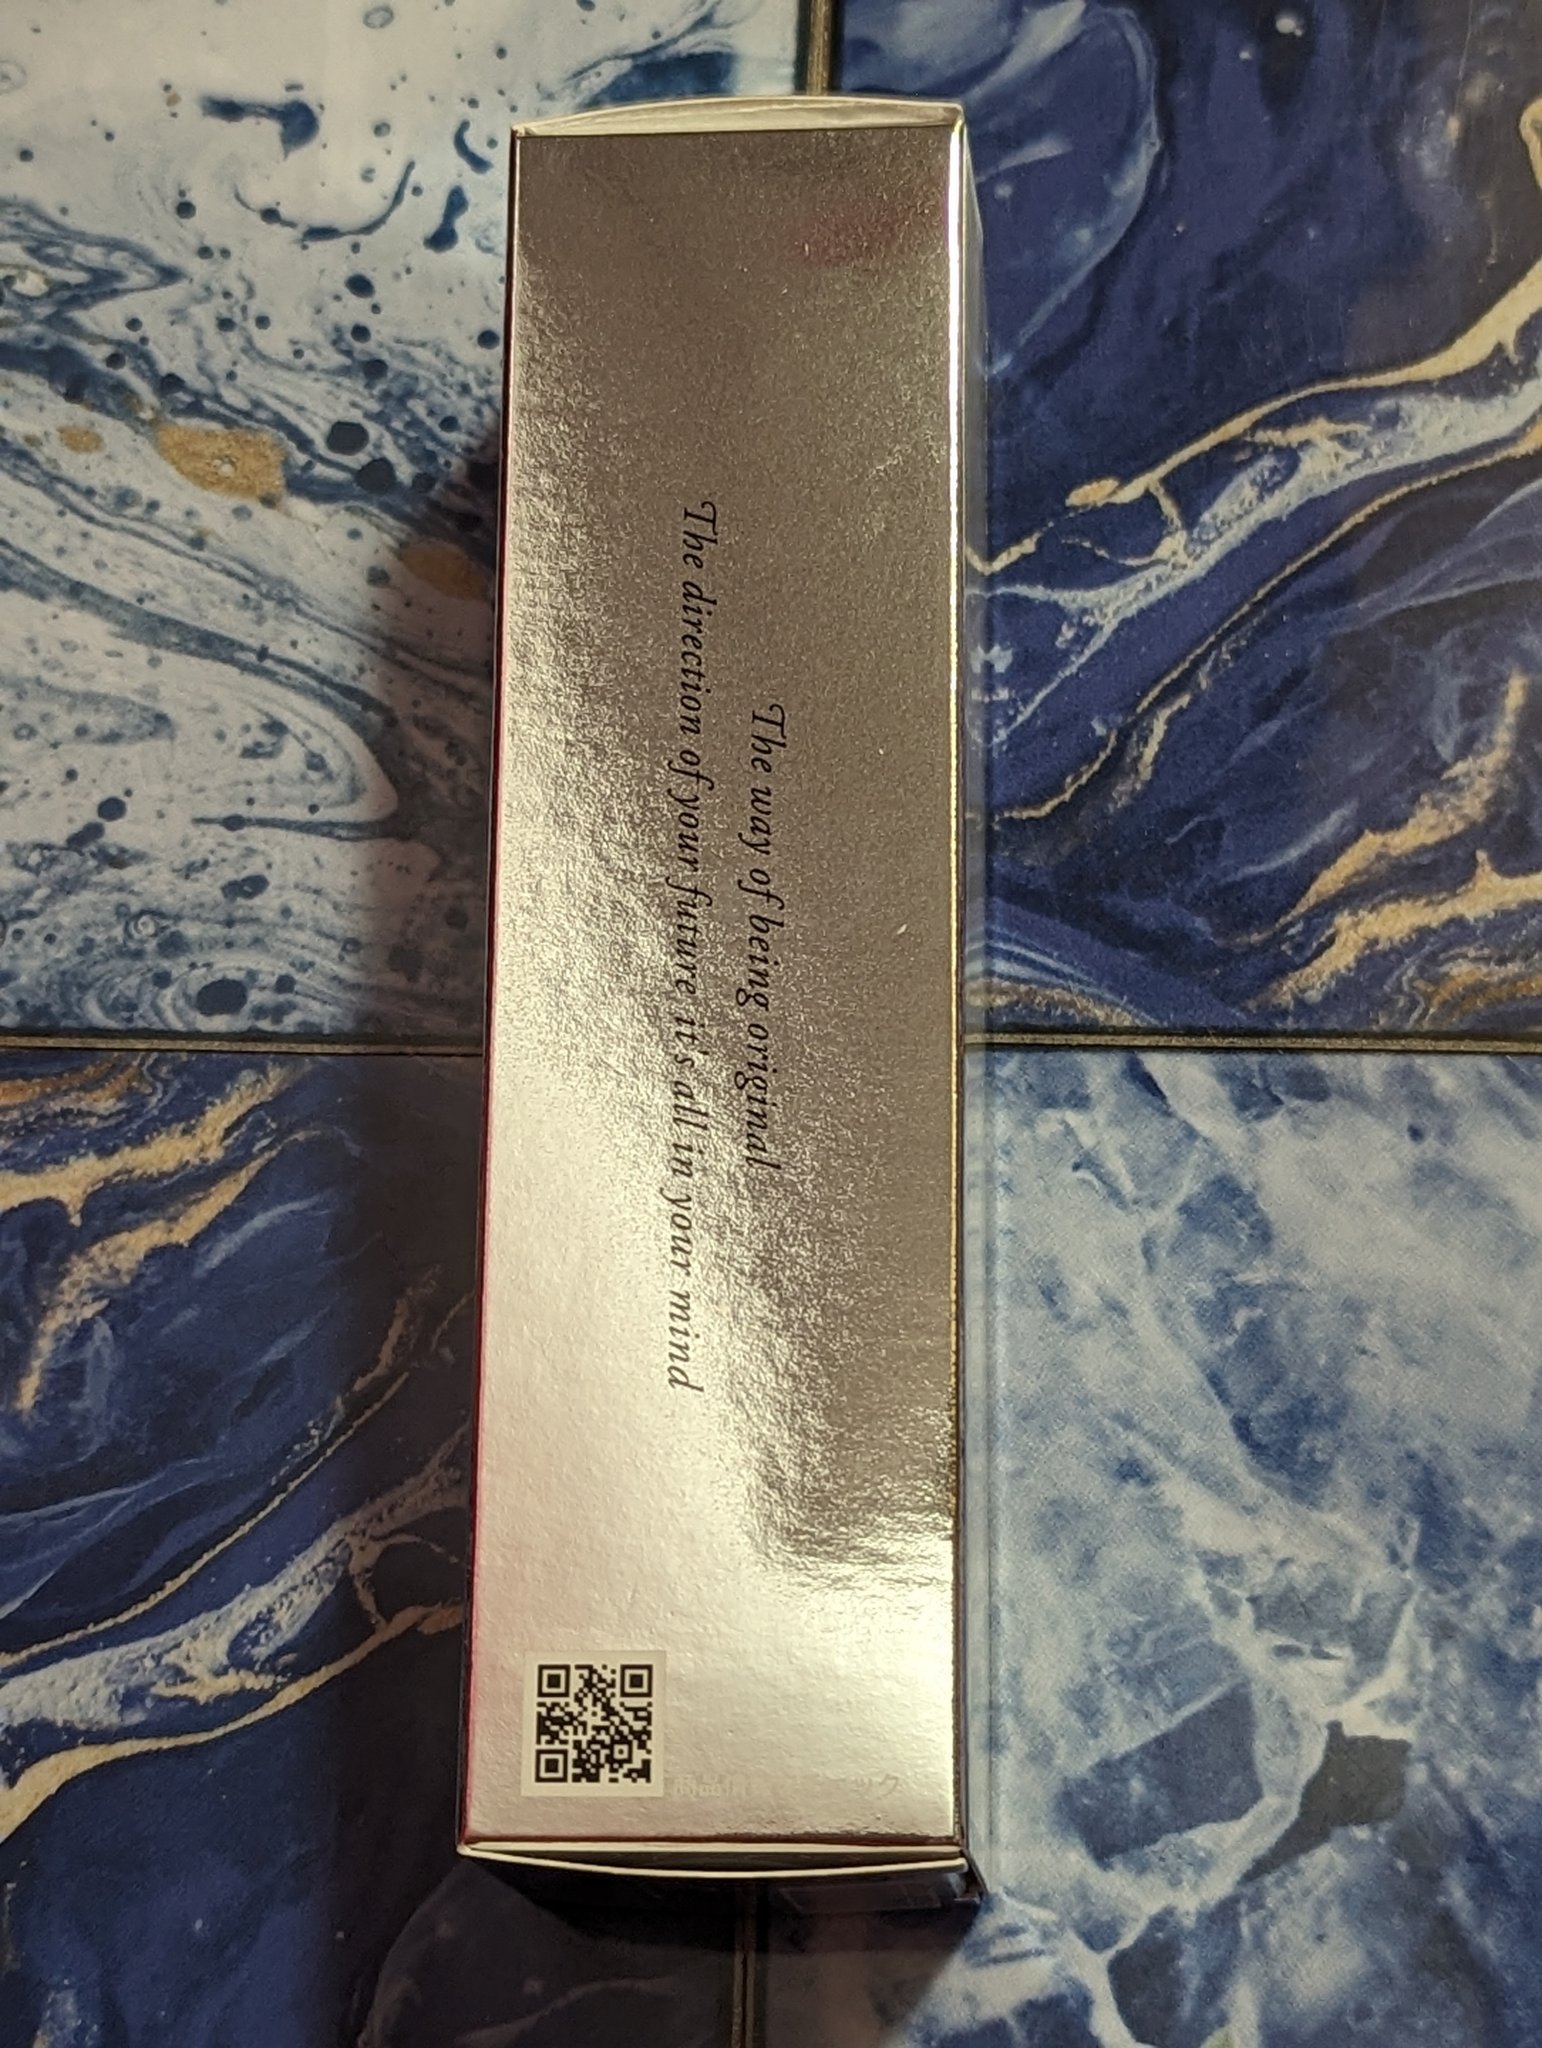 The way of being original
The direction of your future it's all in your mind